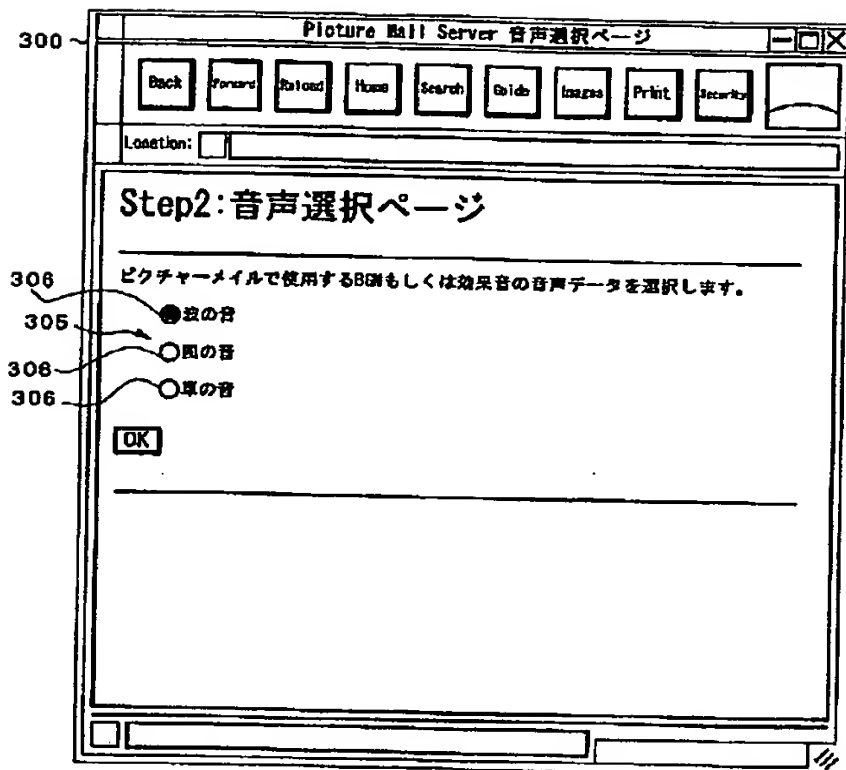 300
Picture Mail Server 音声選択ページ
Back Forward Reload Home Search Guide Images Print Security
Location:
Step2:音声選択ページ
ピクチャーメイルで使用するBGMもしくは効果音の音声データを選択します。
306
波の音
305
風の音
306
306
車の音
OK